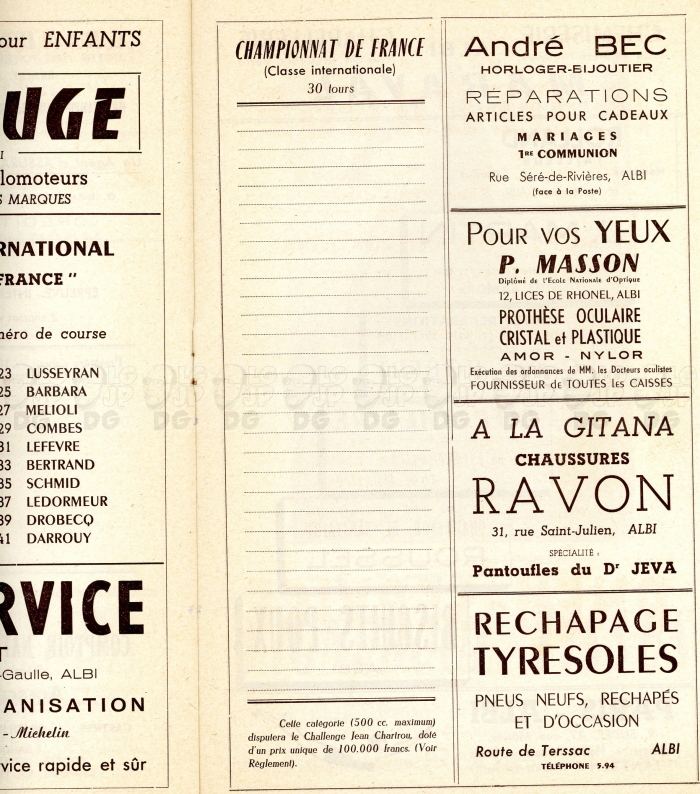 our ENFANTS
UGE
lomoteurs
S MARQUES
RNATIONAL
FRANCE "
éro de course
23 LUSSEYRAN
25 BARBARA
27 MELIOLI
29 COMBES
31 LEFEVRE
33 BERTRAND
35 SCHMID
37 LEDORMEUR
39 DROBECQ
41 DARROUY
RVICE
T
-Gaulle, ALBI
ANISATION
- Michelin
vice rapide et sûr
CHAMPIONNAT DE FRANCE
(Classe internationale)
30 tours
Cette catégorie (500 cc. maximum)
disputera le Challenge Jean Chartrou, doté
d'un prix unique de 100.000 francs. (Voir
Règlement).
André BEC
HORLOGER-BIJOUTIER
RÉPARATIONS
ARTICLES POUR CADEAUX
MARIAGES
1RE COMMUNION
Rue Séré-de-Rivières, ALBI
(face à la Poste)
Pour vos YEUX
P. MASSON
Diplômé de l'Ecole Nationale d'Optique
12, LICES DE RHONEL, ALBI
PROTHÈSE OCULAIRE
CRISTAL et PLASTIQUE
AMOR - NYLOR
Exécution des ordonnances de MM. les Docteurs oculistes
FOURNISSEUR de TOUTES les CAISSES
A LA GITANA
CHAUSSURES
RAVON
31, rue Saint-Julien, ALBI
SPÉCIALITÉ :
Pantoufles du Dr JEVA
RECHAPAGE
TYRESOLES
PNEUS NEUFS, RECHAPÉS
ET D'OCCASION
Route de Terssac ALBI
TÉLÉPHONE 5.94